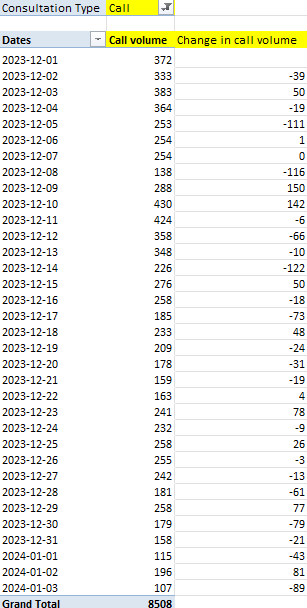 Consultation Type Call
Dates Call volume Change in call volume
2023-12-01 372
2023-12-02 333 -39
2023-12-03 383 50
2023-12-04 364 -19
2023-12-05 253 -111
2023-12-06 254 1
2023-12-07 254 0
2023-12-08 138 -116
2023-12-09 288 150
2023-12-10 430 142
2023-12-11 424 -6
2023-12-12 358 -66
2023-12-13 348 -10
2023-12-14 226 -122
2023-12-15 276 50
2023-12-16 258 -18
2023-12-17 185 -73
2023-12-18 233 48
2023-12-19 209 -24
2023-12-20 178 -31
2023-12-21 159 -19
2023-12-22 163 4
2023-12-23 241 78
2023-12-24 232 -9
2023-12-25 258 26
2023-12-26 255 -3
2023-12-27 242 -13
2023-12-28 181 -61
2023-12-29 258 77
2023-12-30 179 -79
2023-12-31 158 -21
2024-01-01 115 -43
2024-01-02 196 81
2024-01-03 107 -89
Grand Total 8508